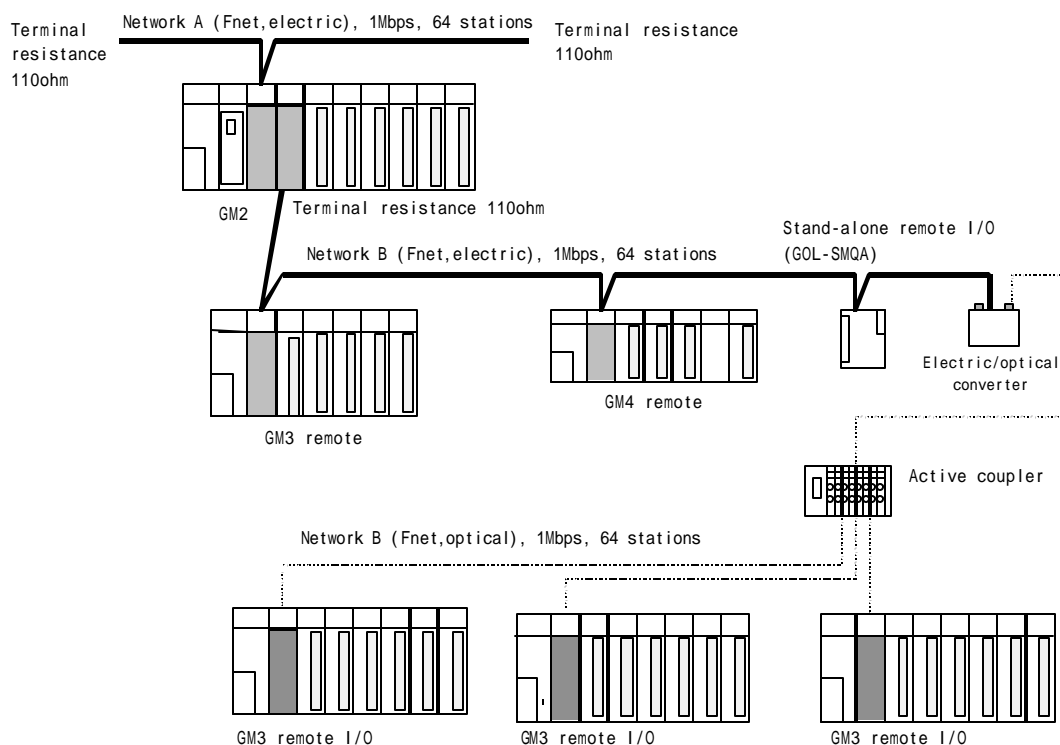 Network A (Fnet,electric), 1Mbps, 64 stations
Terminal
resistance
110ohm
Terminal resistance
110ohm
GM2
Terminal resistance 110ohm
Stand-alone remote I/O
(GOL-SMQA)
Network B (Fnet,electric), 1Mbps, 64 stations
Electric/optical
converter
GM4 remote
GM3 remote
Active coupler
Network B (Fnet,optical), 1Mbps, 64 stations
GM3 remote I/O
GM3 remote I/O
GM3 remote I/O